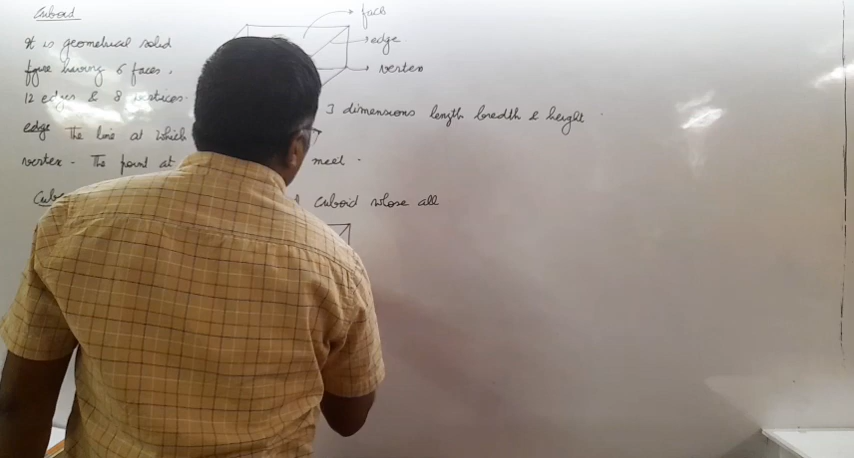 Cuboid
It is geometrical solid
figure having 6 faces,
12 edges & 8 vertices.
face
edge
vertex
3 dimensions length breadth & height
edge The line at which
vertex - The point at meet.
Cube cuboid whose all